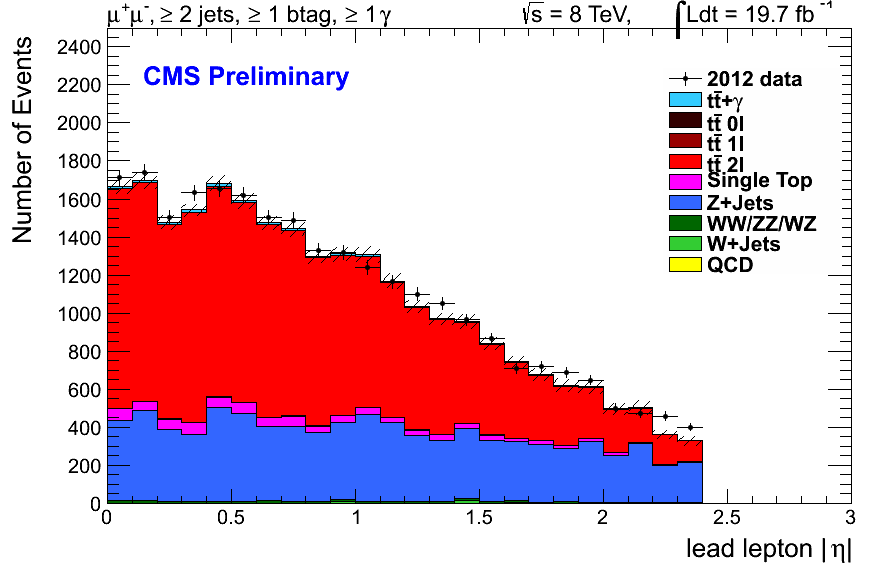 μ⁺μ⁻, ≥ 2 jets, ≥ 1 btag, ≥ 1 γ √s = 8 TeV, ∫Ldt = 19.7 fb⁻¹
Number of Events
CMS Preliminary
2012 data
tt̄+γ
tt̄ 0l
tt̄ 1l
tt̄ 2l
Single Top
Z+Jets
WW/ZZ/WZ
W+Jets
QCD
2400
2200
2000
1800
1600
1400
1200
1000
800
600
400
200
0
0 0.5 1 1.5 2 2.5 3
lead lepton |η|